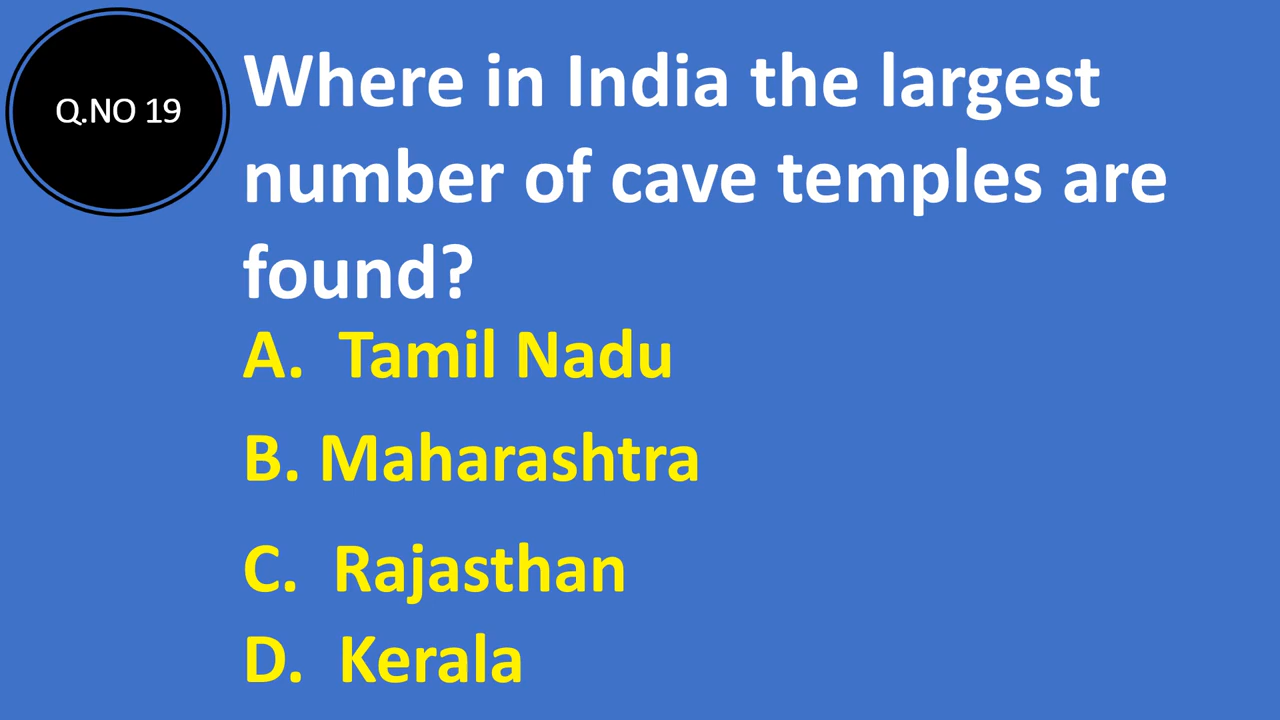 Q.NO 19
Where in India the largest
number of cave temples are
found?
A. Tamil Nadu
B. Maharashtra
C. Rajasthan
D. Kerala